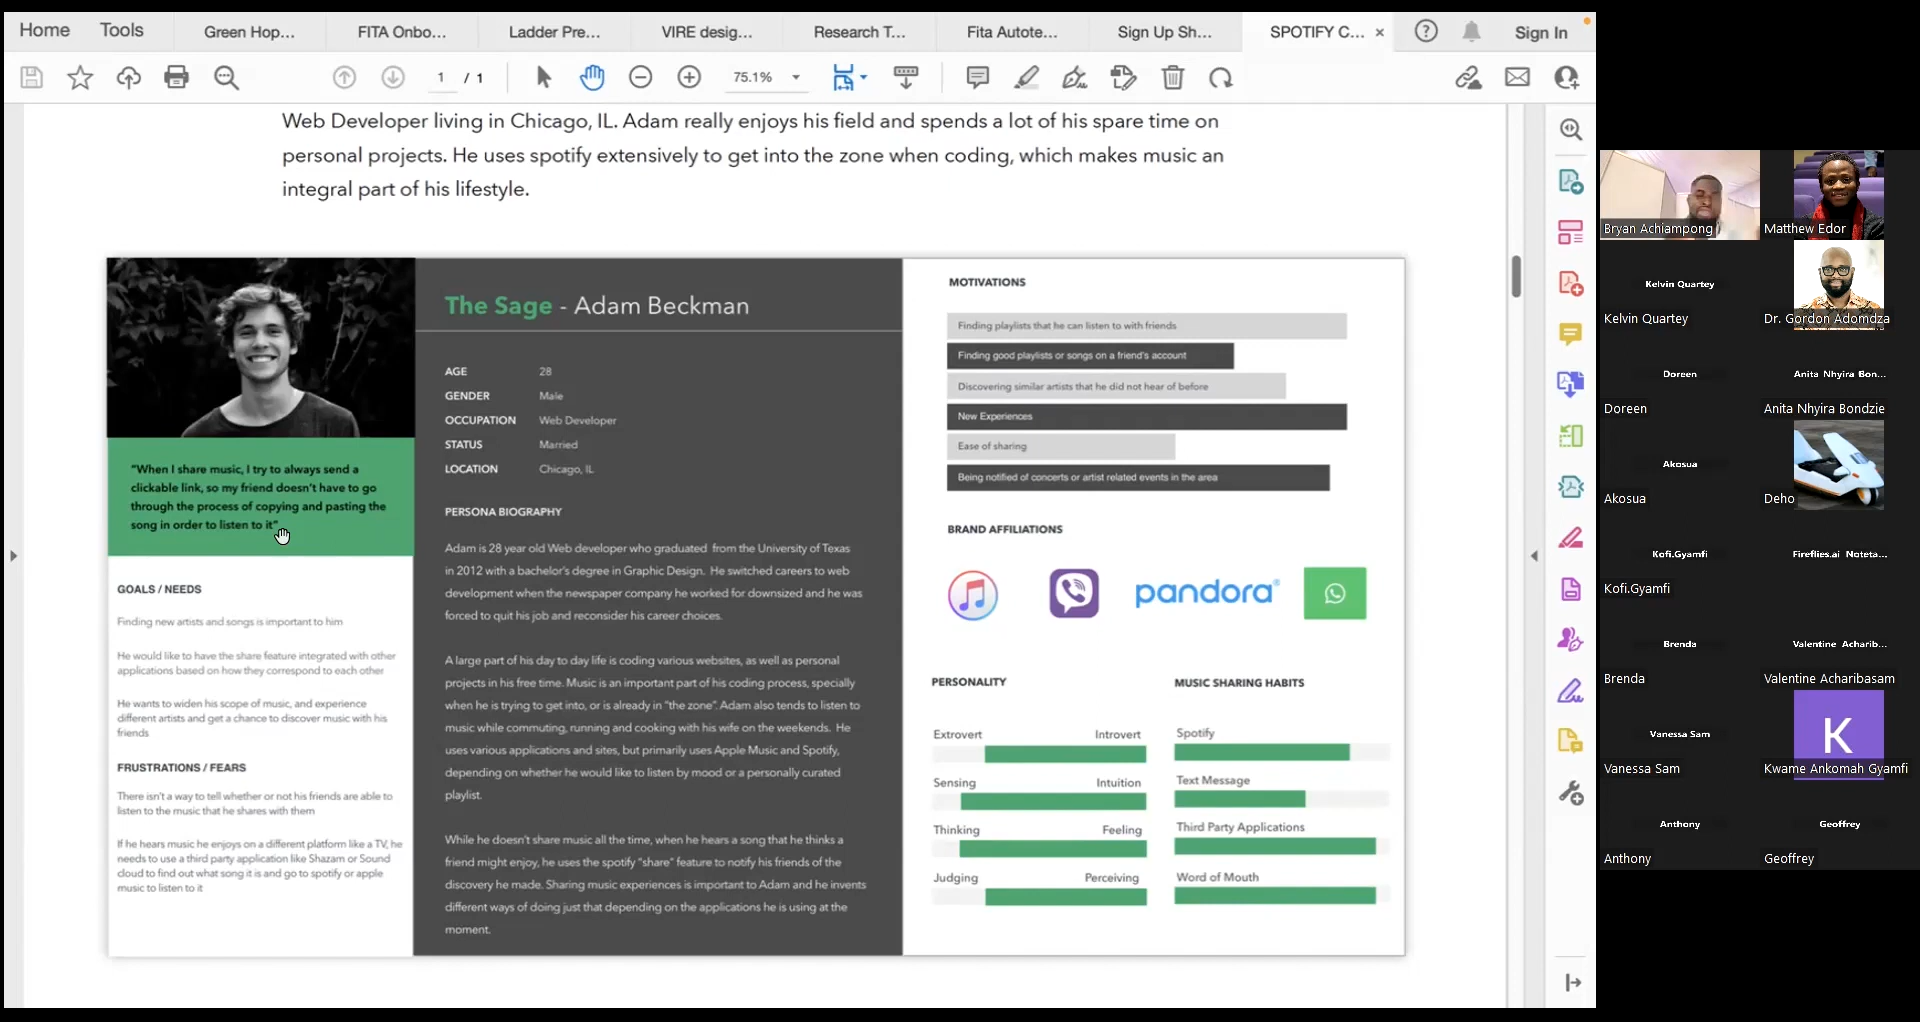 Home
Tools
Green Hop...
FITA Onbo...
Ladder Pre...
VIRE desig...
Research T...
Fita Autote...
Sign Up Sh...
SPOTIFY C...
Sign In
1 / 1
75.1%
Web Developer living in Chicago, IL. Adam really enjoys his field and spends a lot of his spare time on
personal projects. He uses spotify extensively to get into the zone when coding, which makes music an
integral part of his lifestyle.
"When I share music, I try to always send a
clickable link, so my friend doesn't have to go
through the process of copying and pasting the
song in order to listen to it"
GOALS / NEEDS
Finding new artists and songs is important to him
He would like to have the share feature integrated with other
applications based on how they correspond to each other
He wants to widen his scope of music, and experience
different artists and get a chance to discover music with his
friends
FRUSTRATIONS / FEARS
There isn't a way to tell whether or not his friends are able to
listen to the music that he shares with them
If he hears music he enjoys on a different platform like a TV, he
needs to use a third party application like Shazam or Sound
cloud to find out what song it is and go to spotify or apple
music to listen to it
The Sage - Adam Beckman
AGE 28
GENDER Male
OCCUPATION Web Developer
STATUS Married
LOCATION Chicago, IL
PERSONA BIOGRAPHY
Adam is 28 year old Web developer who graduated from the University of Texas
in 2012 with a bachelor's degree in Graphic Design. He switched careers to web
development when the newspaper company he worked for downsized and he was
forced to quit his job and reconsider his career choices.
A large part of his day to day life is coding various websites, as well as personal
projects in his free time. Music is an important part of his coding process, specially
when he is trying to get into, or is already in "the zone". Adam also tends to listen to
music while commuting, running and cooking with his wife on the weekends. He
uses various applications and sites, but primarily uses Apple Music and Spotify,
depending on whether he would like to listen by mood or a personally curated
playlist.
While he doesn't share music all the time, when he hears a song that he thinks a
friend might enjoy, he uses the spotify "share" feature to notify his friends of the
discovery he made. Sharing music experiences is important to Adam and he invents
different ways of doing just that depending on the applications he is using at the
moment.
MOTIVATIONS
Finding playlists that he can listen to with friends
Finding good playlists or songs on a friend's account
Discovering similar artists that he did not hear of before
New Experiences
Ease of sharing
Being notified of concerts or artist related events in the area
BRAND AFFILIATIONS
pandora®
PERSONALITY
Extrovert Introvert
Sensing Intuition
Thinking Feeling
Judging Perceiving
MUSIC SHARING HABITS
Spotify
Text Message
Third Party Applications
Word of Mouth
Bryan Achiampong
Matthew Edor
Kelvin Quartey
Kelvin Quartey
Dr. Gordon Adomdza
Doreen
Doreen
Anita Nhyira Bon...
Anita Nhyira Bondzie
Akosua
Akosua
Deho
Kofi.Gyamfi
Kofi.Gyamfi
Fireflies.ai Noteta...
Brenda
Brenda
Valentine Acharib...
Valentine Acharibasam
Vanessa Sam
Vanessa Sam
K
Kwame Ankomah Gyamfi
Anthony
Anthony
Geoffrey
Geoffrey